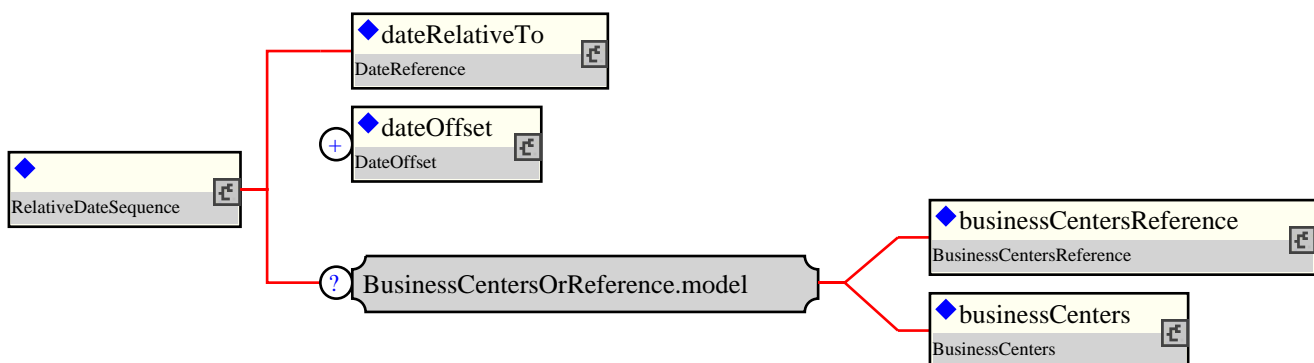 dateRelativeTo
DateReference
+
dateOffset
DateOffset
RelativeDateSequence
?
BusinessCentersOrReference.model
businessCentersReference
BusinessCentersReference
businessCenters
BusinessCenters